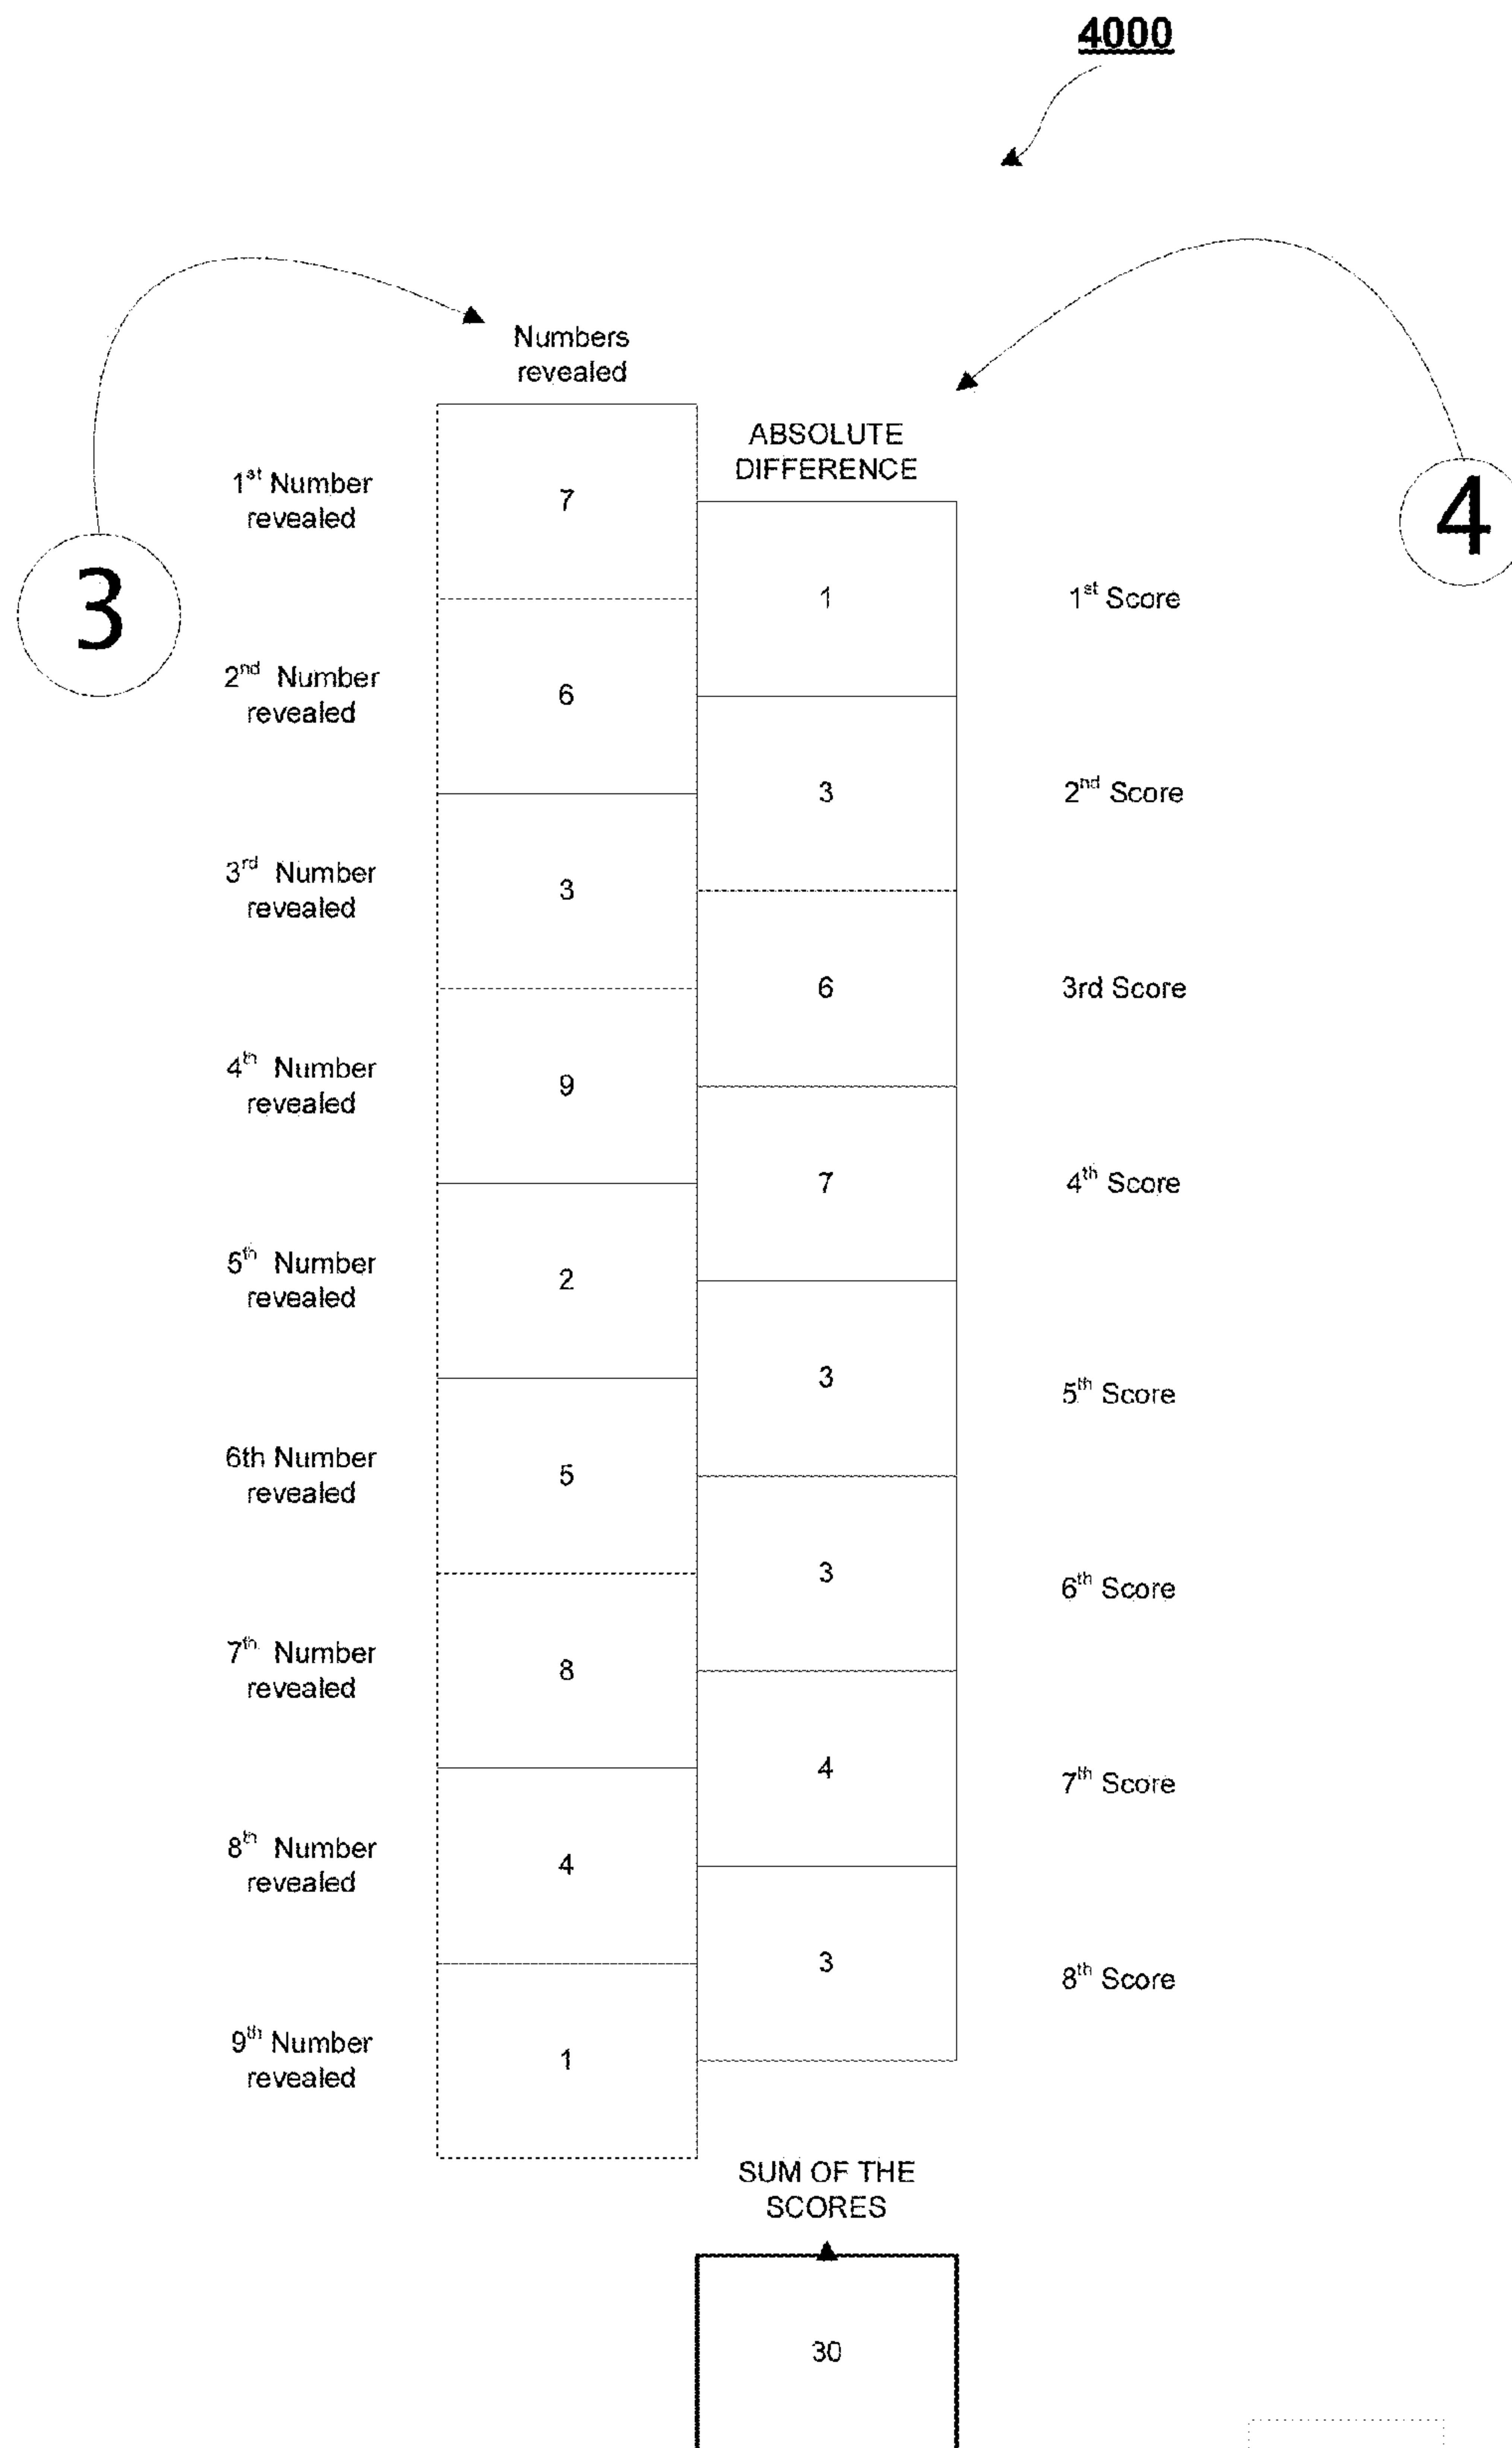 4000
Numbers
revealed
ABSOLUTE
DIFFERENCE
1st Number
revealed
7
3
4
1
1st Score
2nd Number
revealed
6
3
2nd Score
3rd Number
revealed
3
6
3rd Score
4th Number
revealed
9
7
4th Score
5th Number
revealed
2
3
5th Score
6th Number
revealed
5
3
6th Score
7th Number
revealed
8
4
7th Score
8th Number
revealed
4
3
8th Score
9th Number
revealed
1
SUM OF THE
SCORES
30